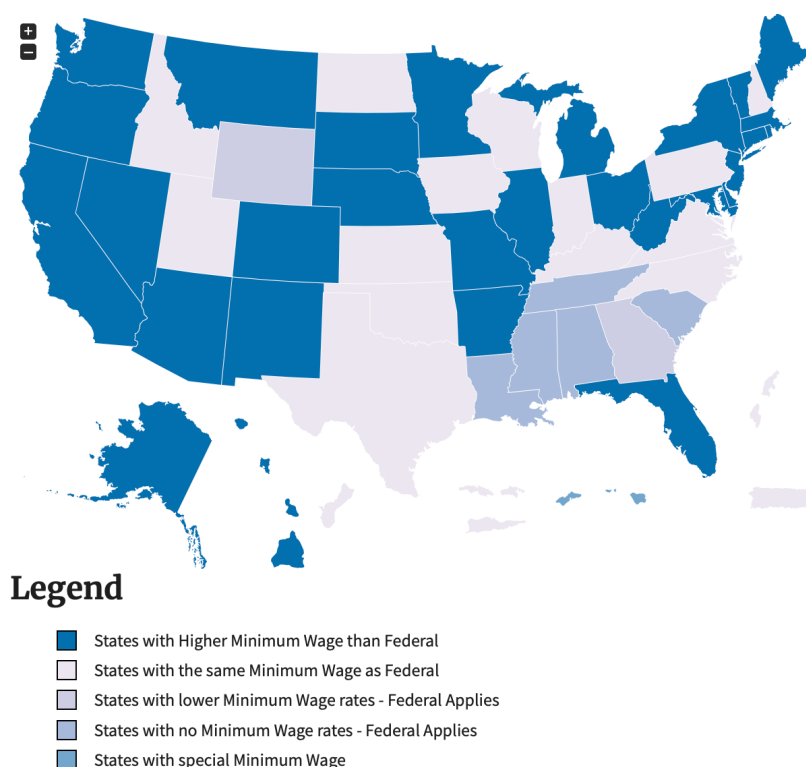 +
−
Legend
States with Higher Minimum Wage than Federal
States with the same Minimum Wage as Federal
States with lower Minimum Wage rates - Federal Applies
States with no Minimum Wage rates - Federal Applies
States with special Minimum Wage